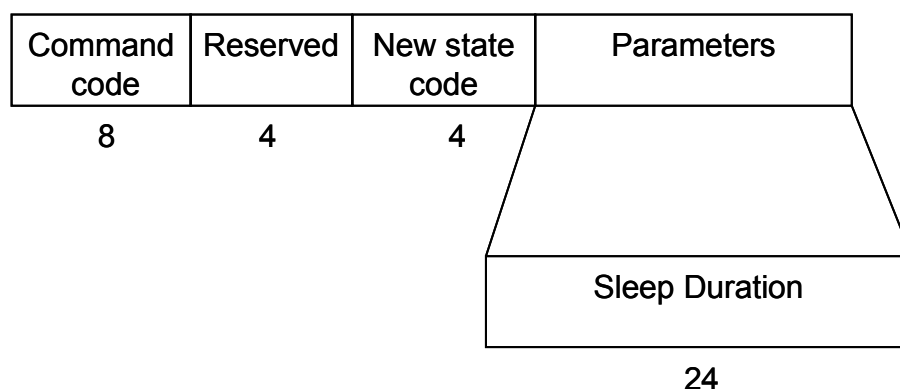 Command Reserved New state Parameters
code code
8 4 4
Sleep Duration
24